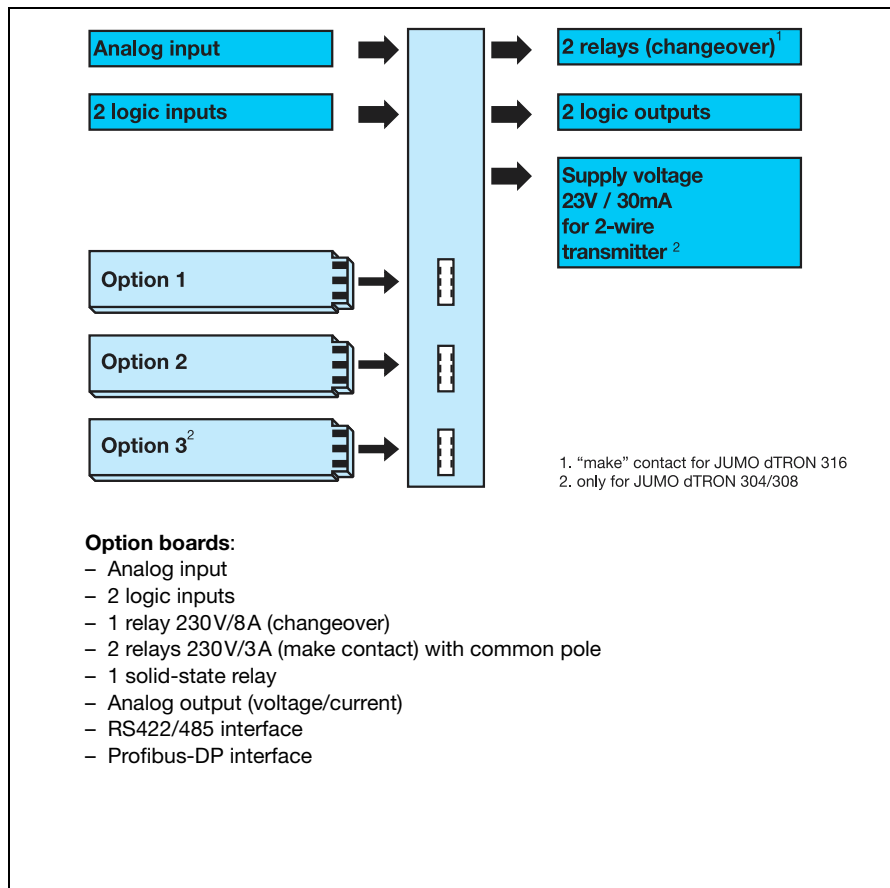 Analog input
2 relays (changeover)1
2 logic inputs
2 logic outputs
Supply voltage
23V / 30mA
for 2-wire
transmitter 2
Option 1
Option 2
Option 32
1. “make” contact for JUMO dTRON 316
2. only for JUMO dTRON 304/308
Option boards:
– Analog input
– 2 logic inputs
– 1 relay 230V/8A (changeover)
– 2 relays 230V/3A (make contact) with common pole
– 1 solid-state relay
– Analog output (voltage/current)
– RS422/485 interface
– Profibus-DP interface